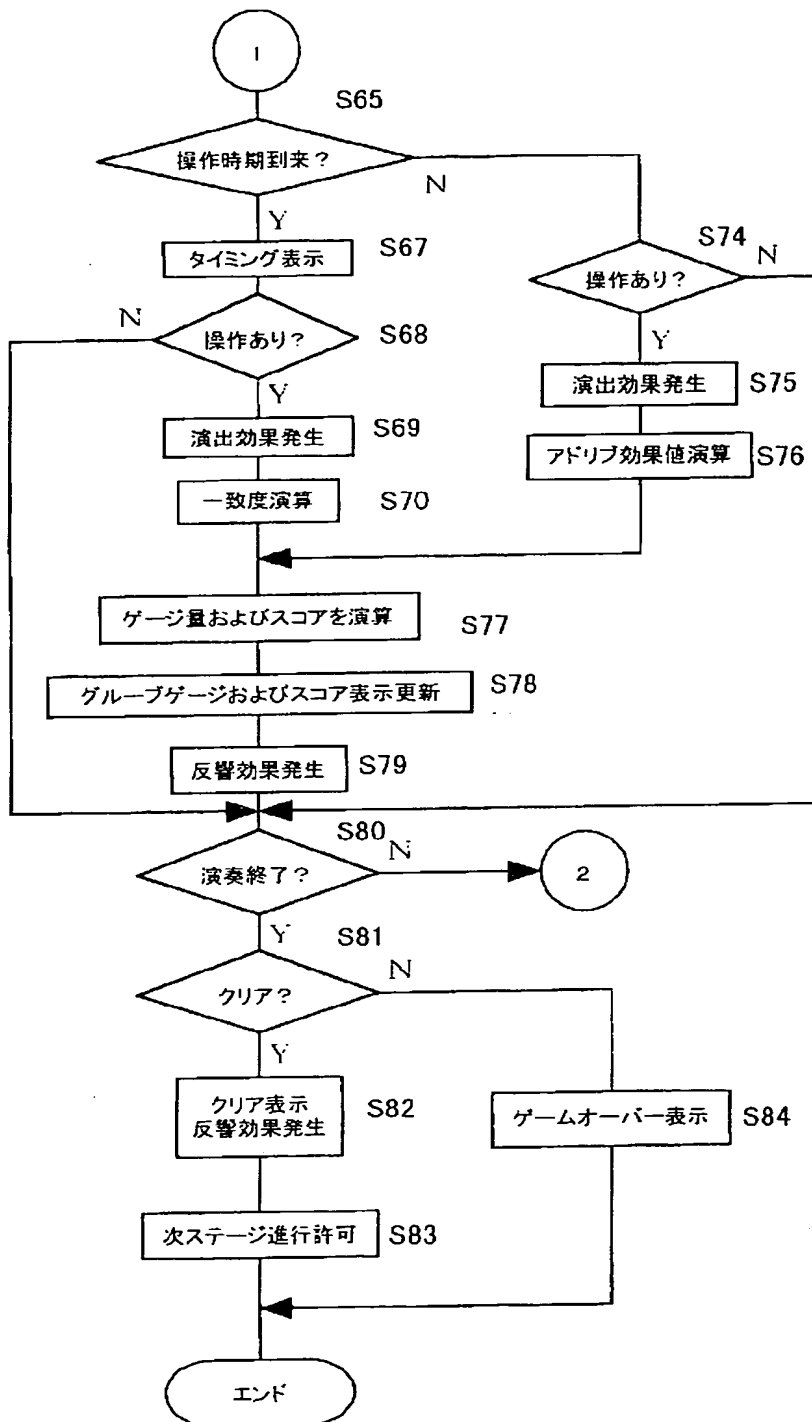 1
S65
操作時期到来?
N
Y
タイミング表示
S67
S74
N
操作あり?
N
操作あり?
S68
Y
Y
演出効果発生
S75
演出効果発生
S69
アドリブ効果値演算
S76
一致度演算
S70
ゲージ量およびスコアを演算
S77
グルーブゲージおよびスコア表示更新
S78
反響効果発生
S79
S80
N
演奏終了?
2
Y
S81
N
クリア?
Y
クリア表示
反響効果発生
S82
ゲームオーバー表示
S84
次ステージ進行許可
S83
エンド